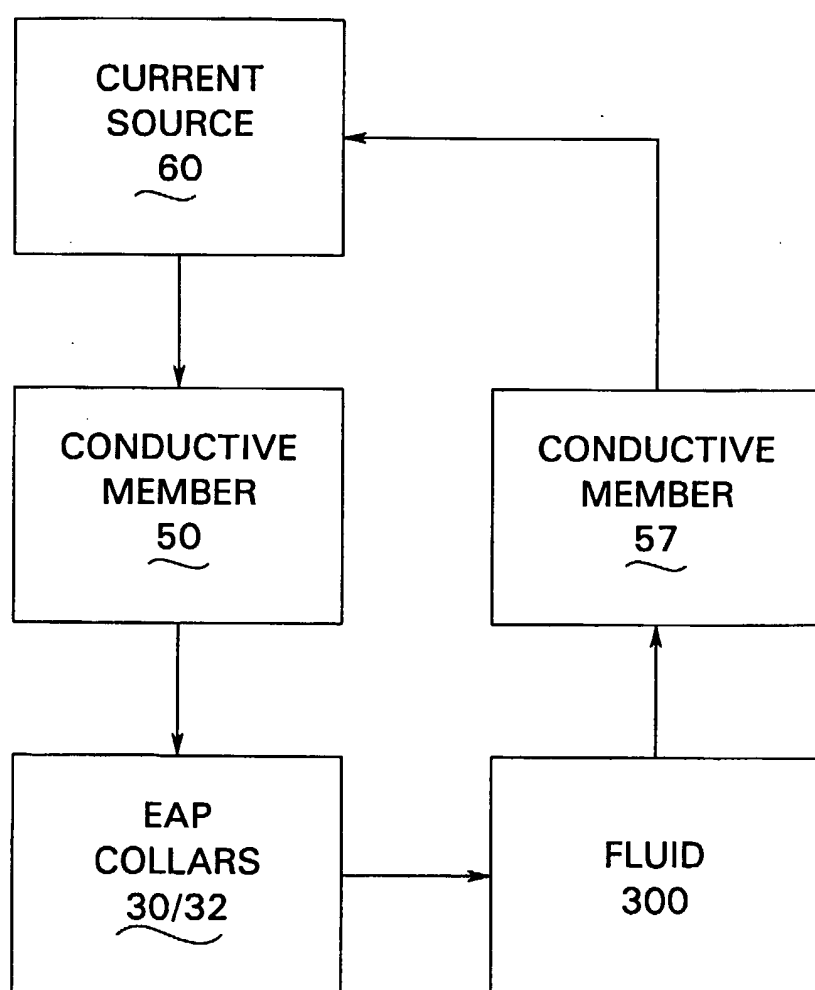 CURRENT
SOURCE
60
CONDUCTIVE
MEMBER
50
CONDUCTIVE
MEMBER
57
EAP
COLLARS
30/32
FLUID
300